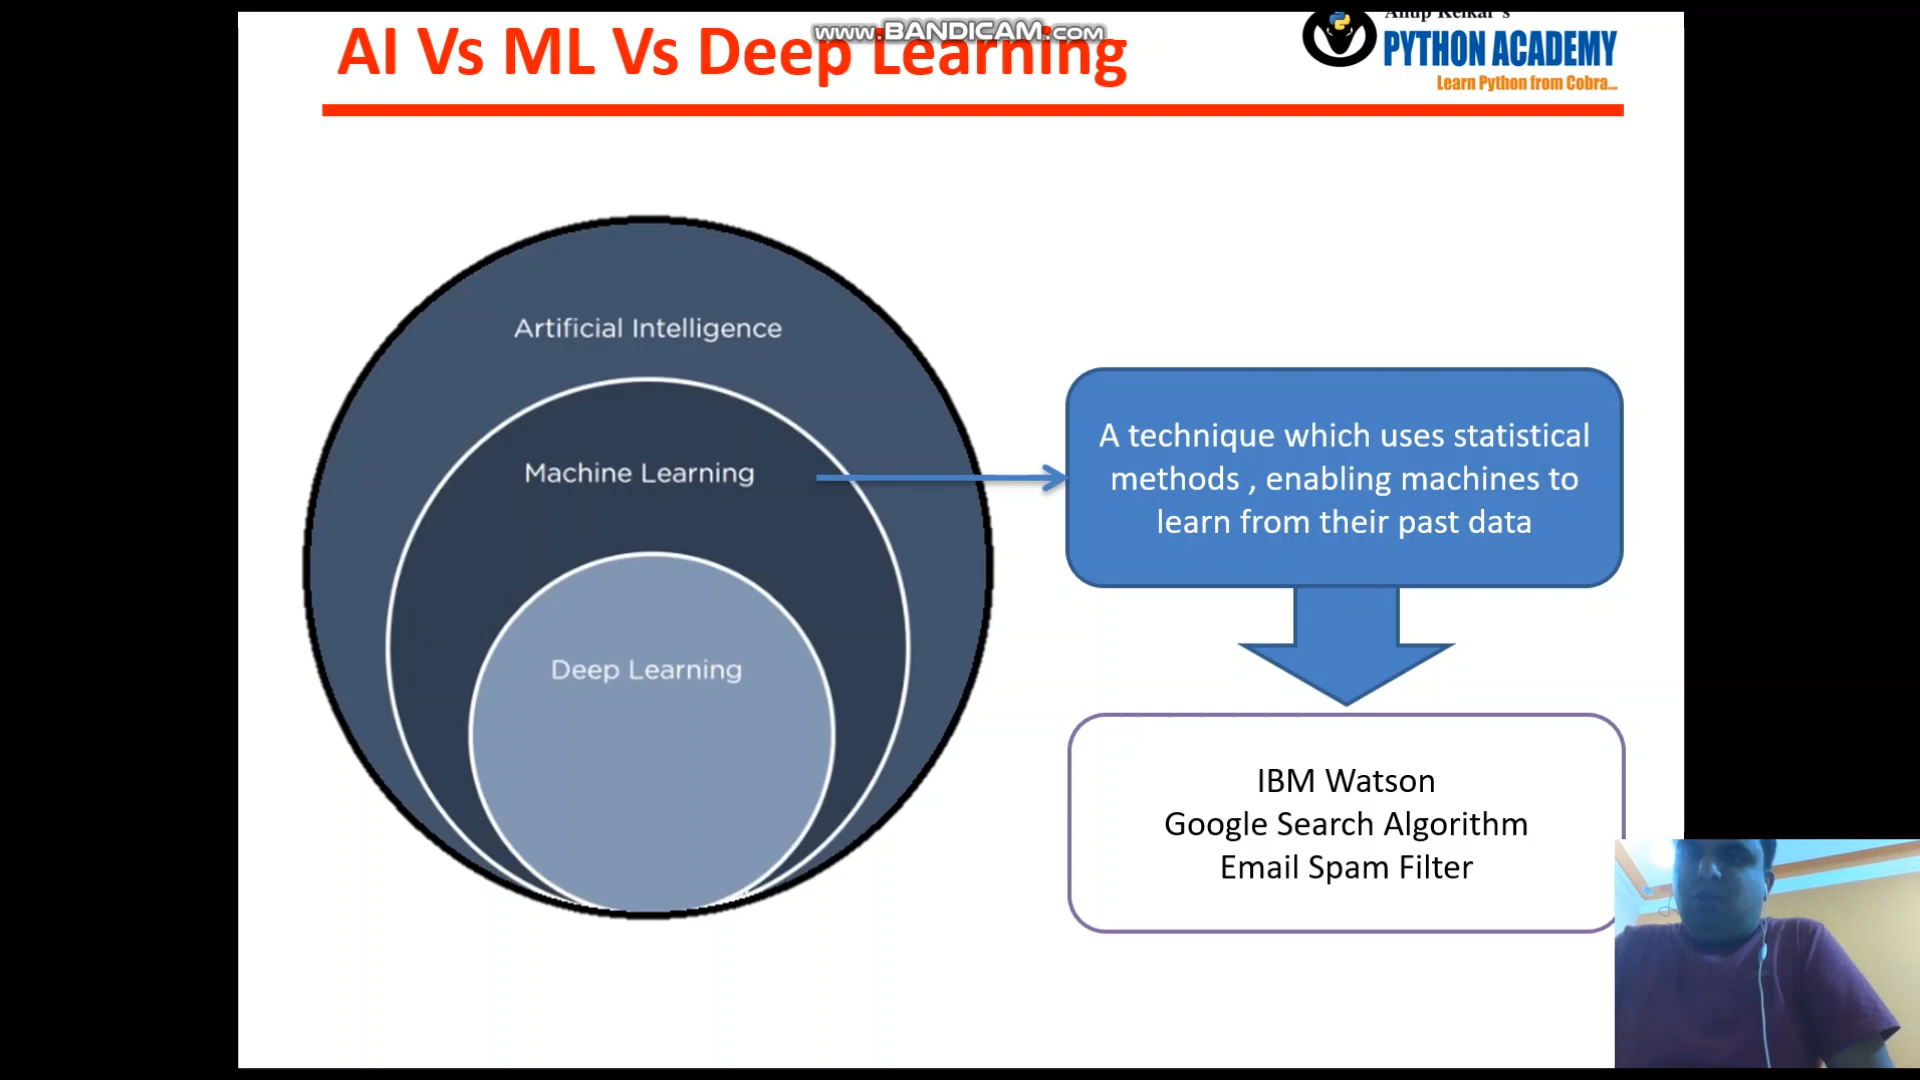 www.BANDICAM.com
AI Vs ML Vs Deep Learning
Anup Kelkar's
PYTHON ACADEMY
Learn Python from Cobra...
Artificial Intelligence
Machine Learning
Deep Learning
A technique which uses statistical
methods , enabling machines to
learn from their past data
IBM Watson
Google Search Algorithm
Email Spam Filter